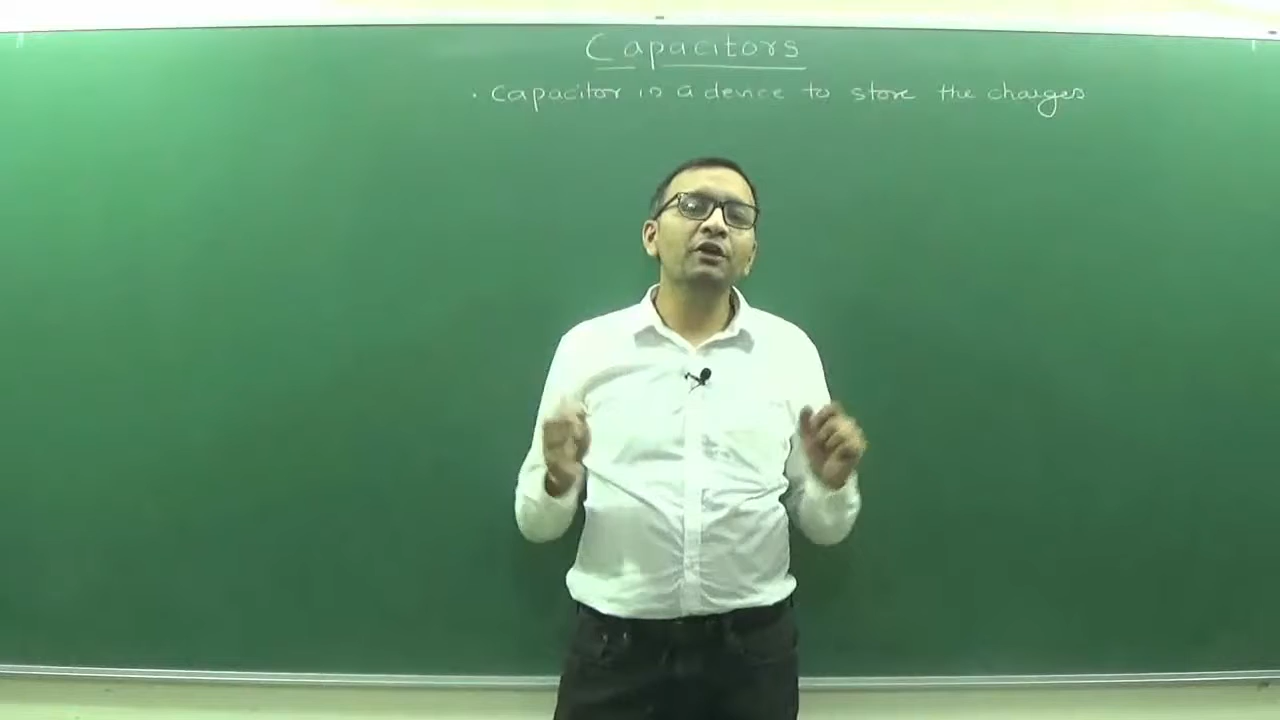 Capacitors
· Capacitor is a device to store the charges